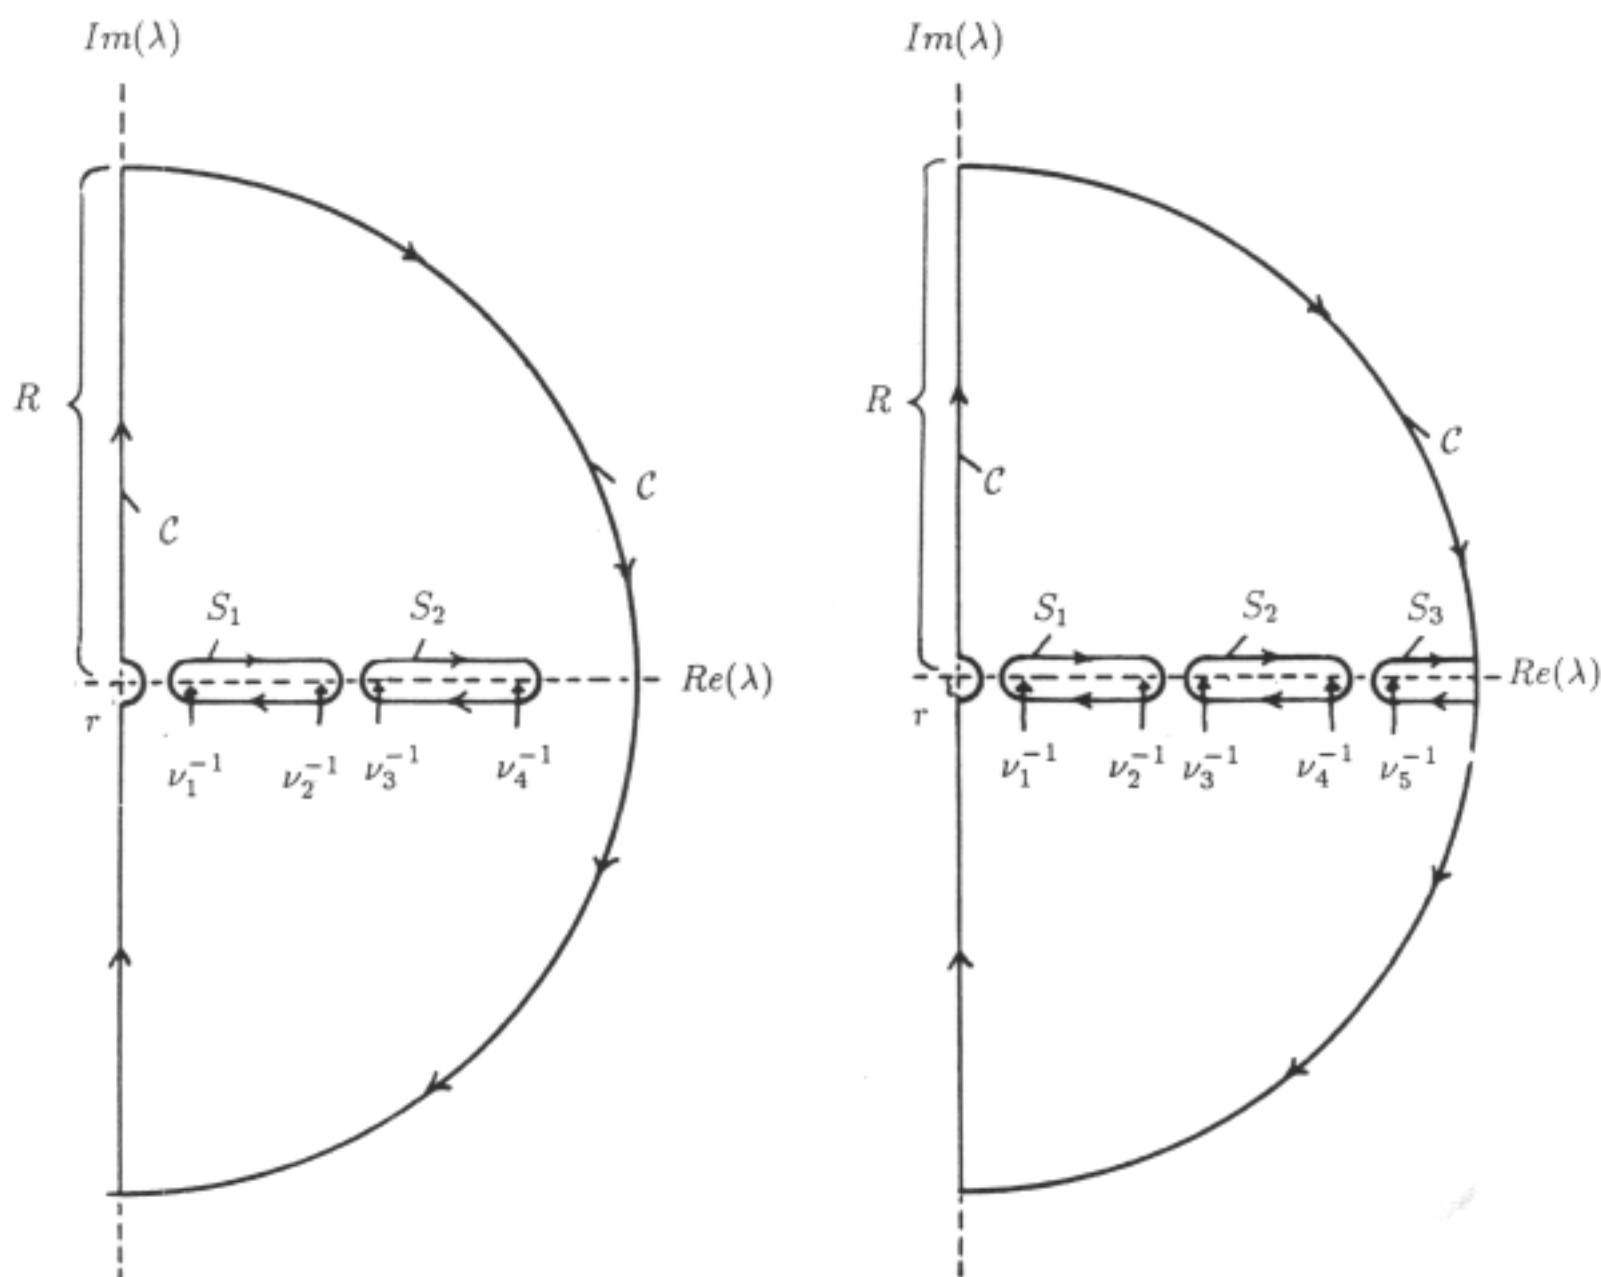 Im(λ)
Im(λ)
R
R
C
C
C
C
S₁
S₂
S₁
S₂
S₃
Re(λ)
Re(λ)
r
r
ν₁⁻¹
ν₂⁻¹
ν₃⁻¹
ν₄⁻¹
ν₁⁻¹
ν₂⁻¹
ν₃⁻¹
ν₄⁻¹
ν₅⁻¹